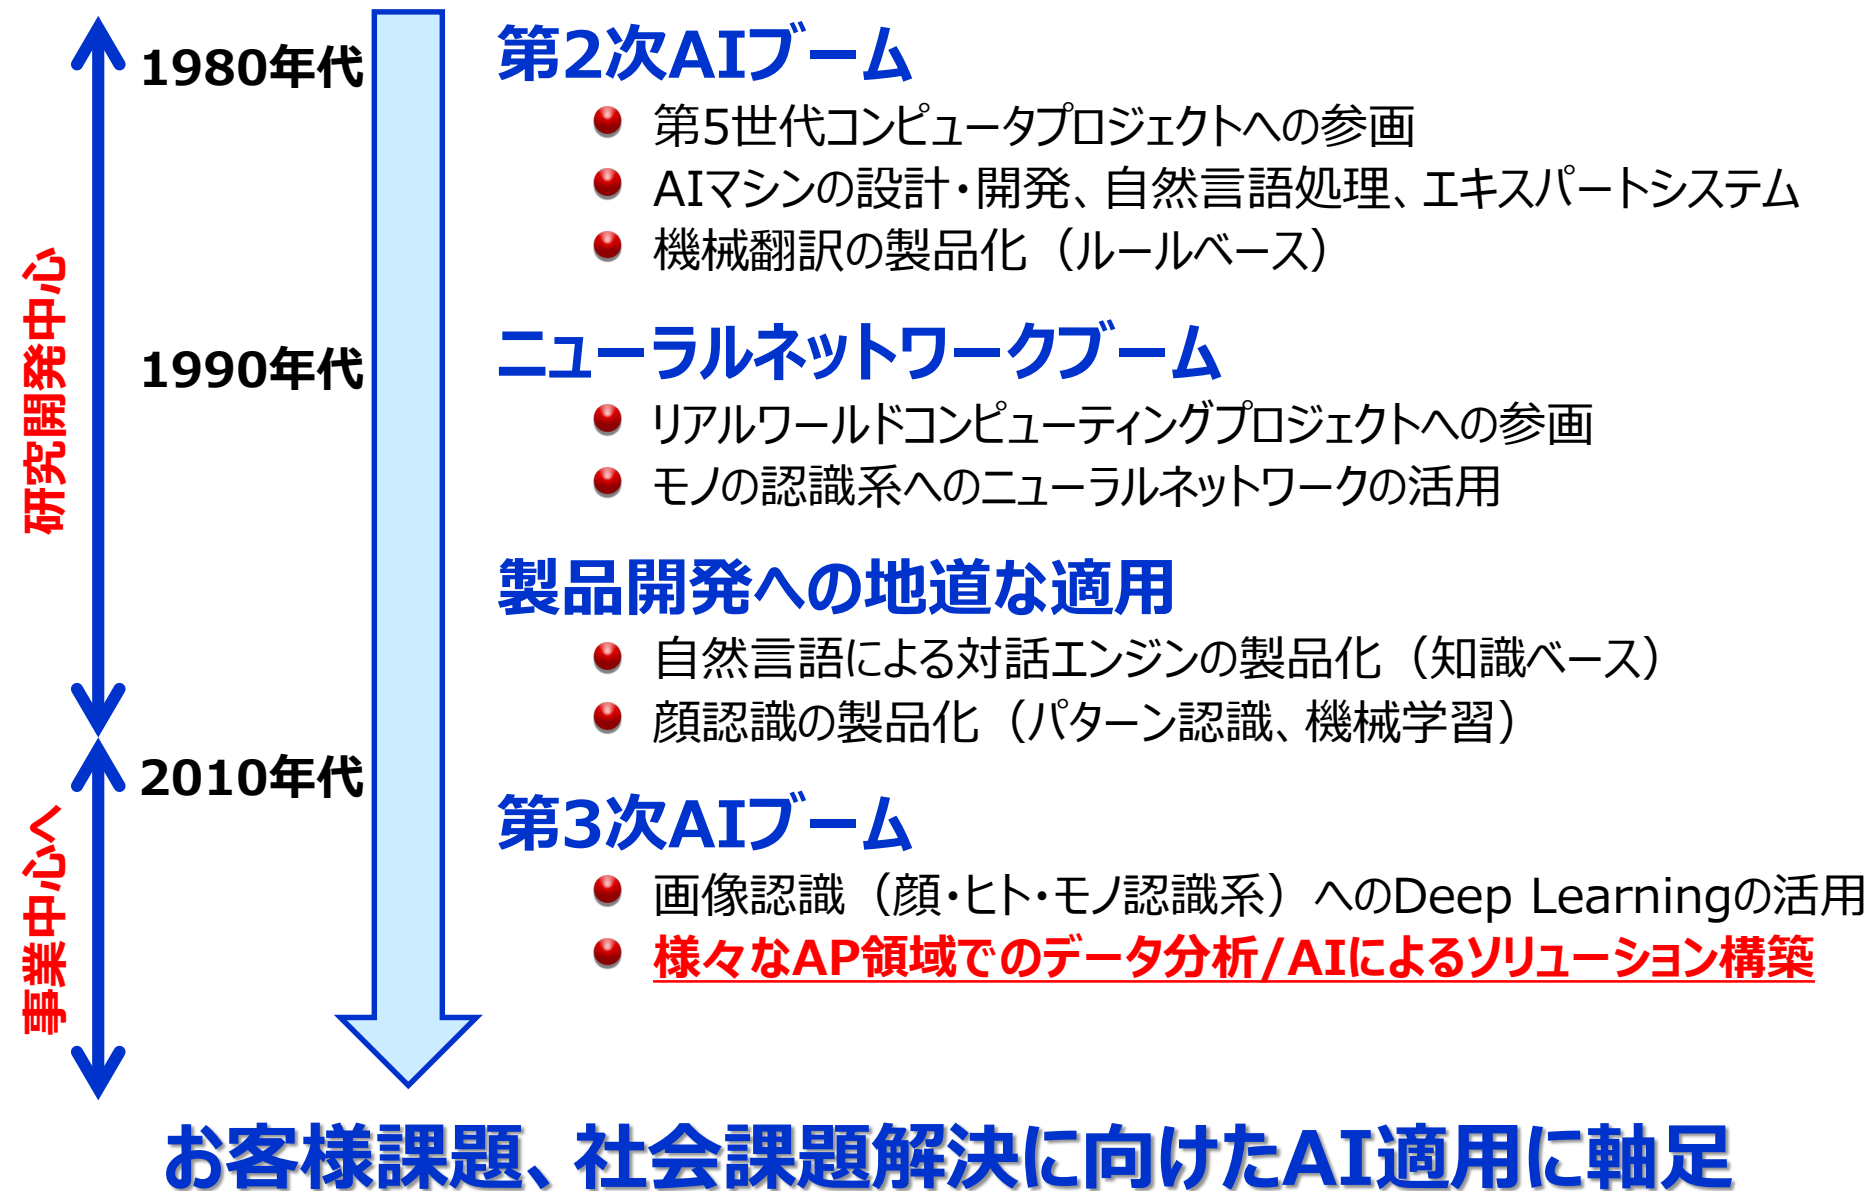 研究開発中心
事業中心へ
1980年代
第2次AIブーム
第5世代コンピュータプロジェクトへの参画
AIマシンの設計・開発、自然言語処理、エキスパートシステム
機械翻訳の製品化（ルールベース）
1990年代
ニューラルネットワークブーム
リアルワールドコンピューティングプロジェクトへの参画
モノの認識系へのニューラルネットワークの活用
製品開発への地道な適用
自然言語による対話エンジンの製品化（知識ベース）
顔認識の製品化（パターン認識、機械学習）
2010年代
第3次AIブーム
画像認識（顔・ヒト・モノ認識系）へのDeep Learningの活用
様々なAP領域でのデータ分析/AIによるソリューション構築
お客様課題、社会課題解決に向けたAI適用に軸足